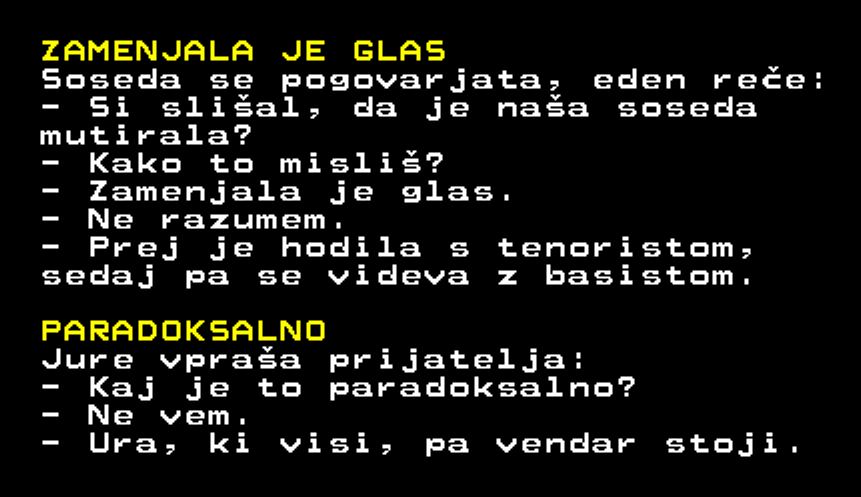 ZAMENJALA JE GLAS
Soseda se pogovarjata, eden reče:
- Si slišal, da je naša soseda
mutirala?
- Kako to misliš?
- Zamenjala je glas.
- Ne razumem.
- Prej je hodila s tenoristom,
sedaj pa se videva z basistom.
PARADOKSALNO
Jure vpraša prijatelja:
- Kaj je to paradoksalno?
- Ne vem.
- Ura, ki visi, pa vendar stoji.